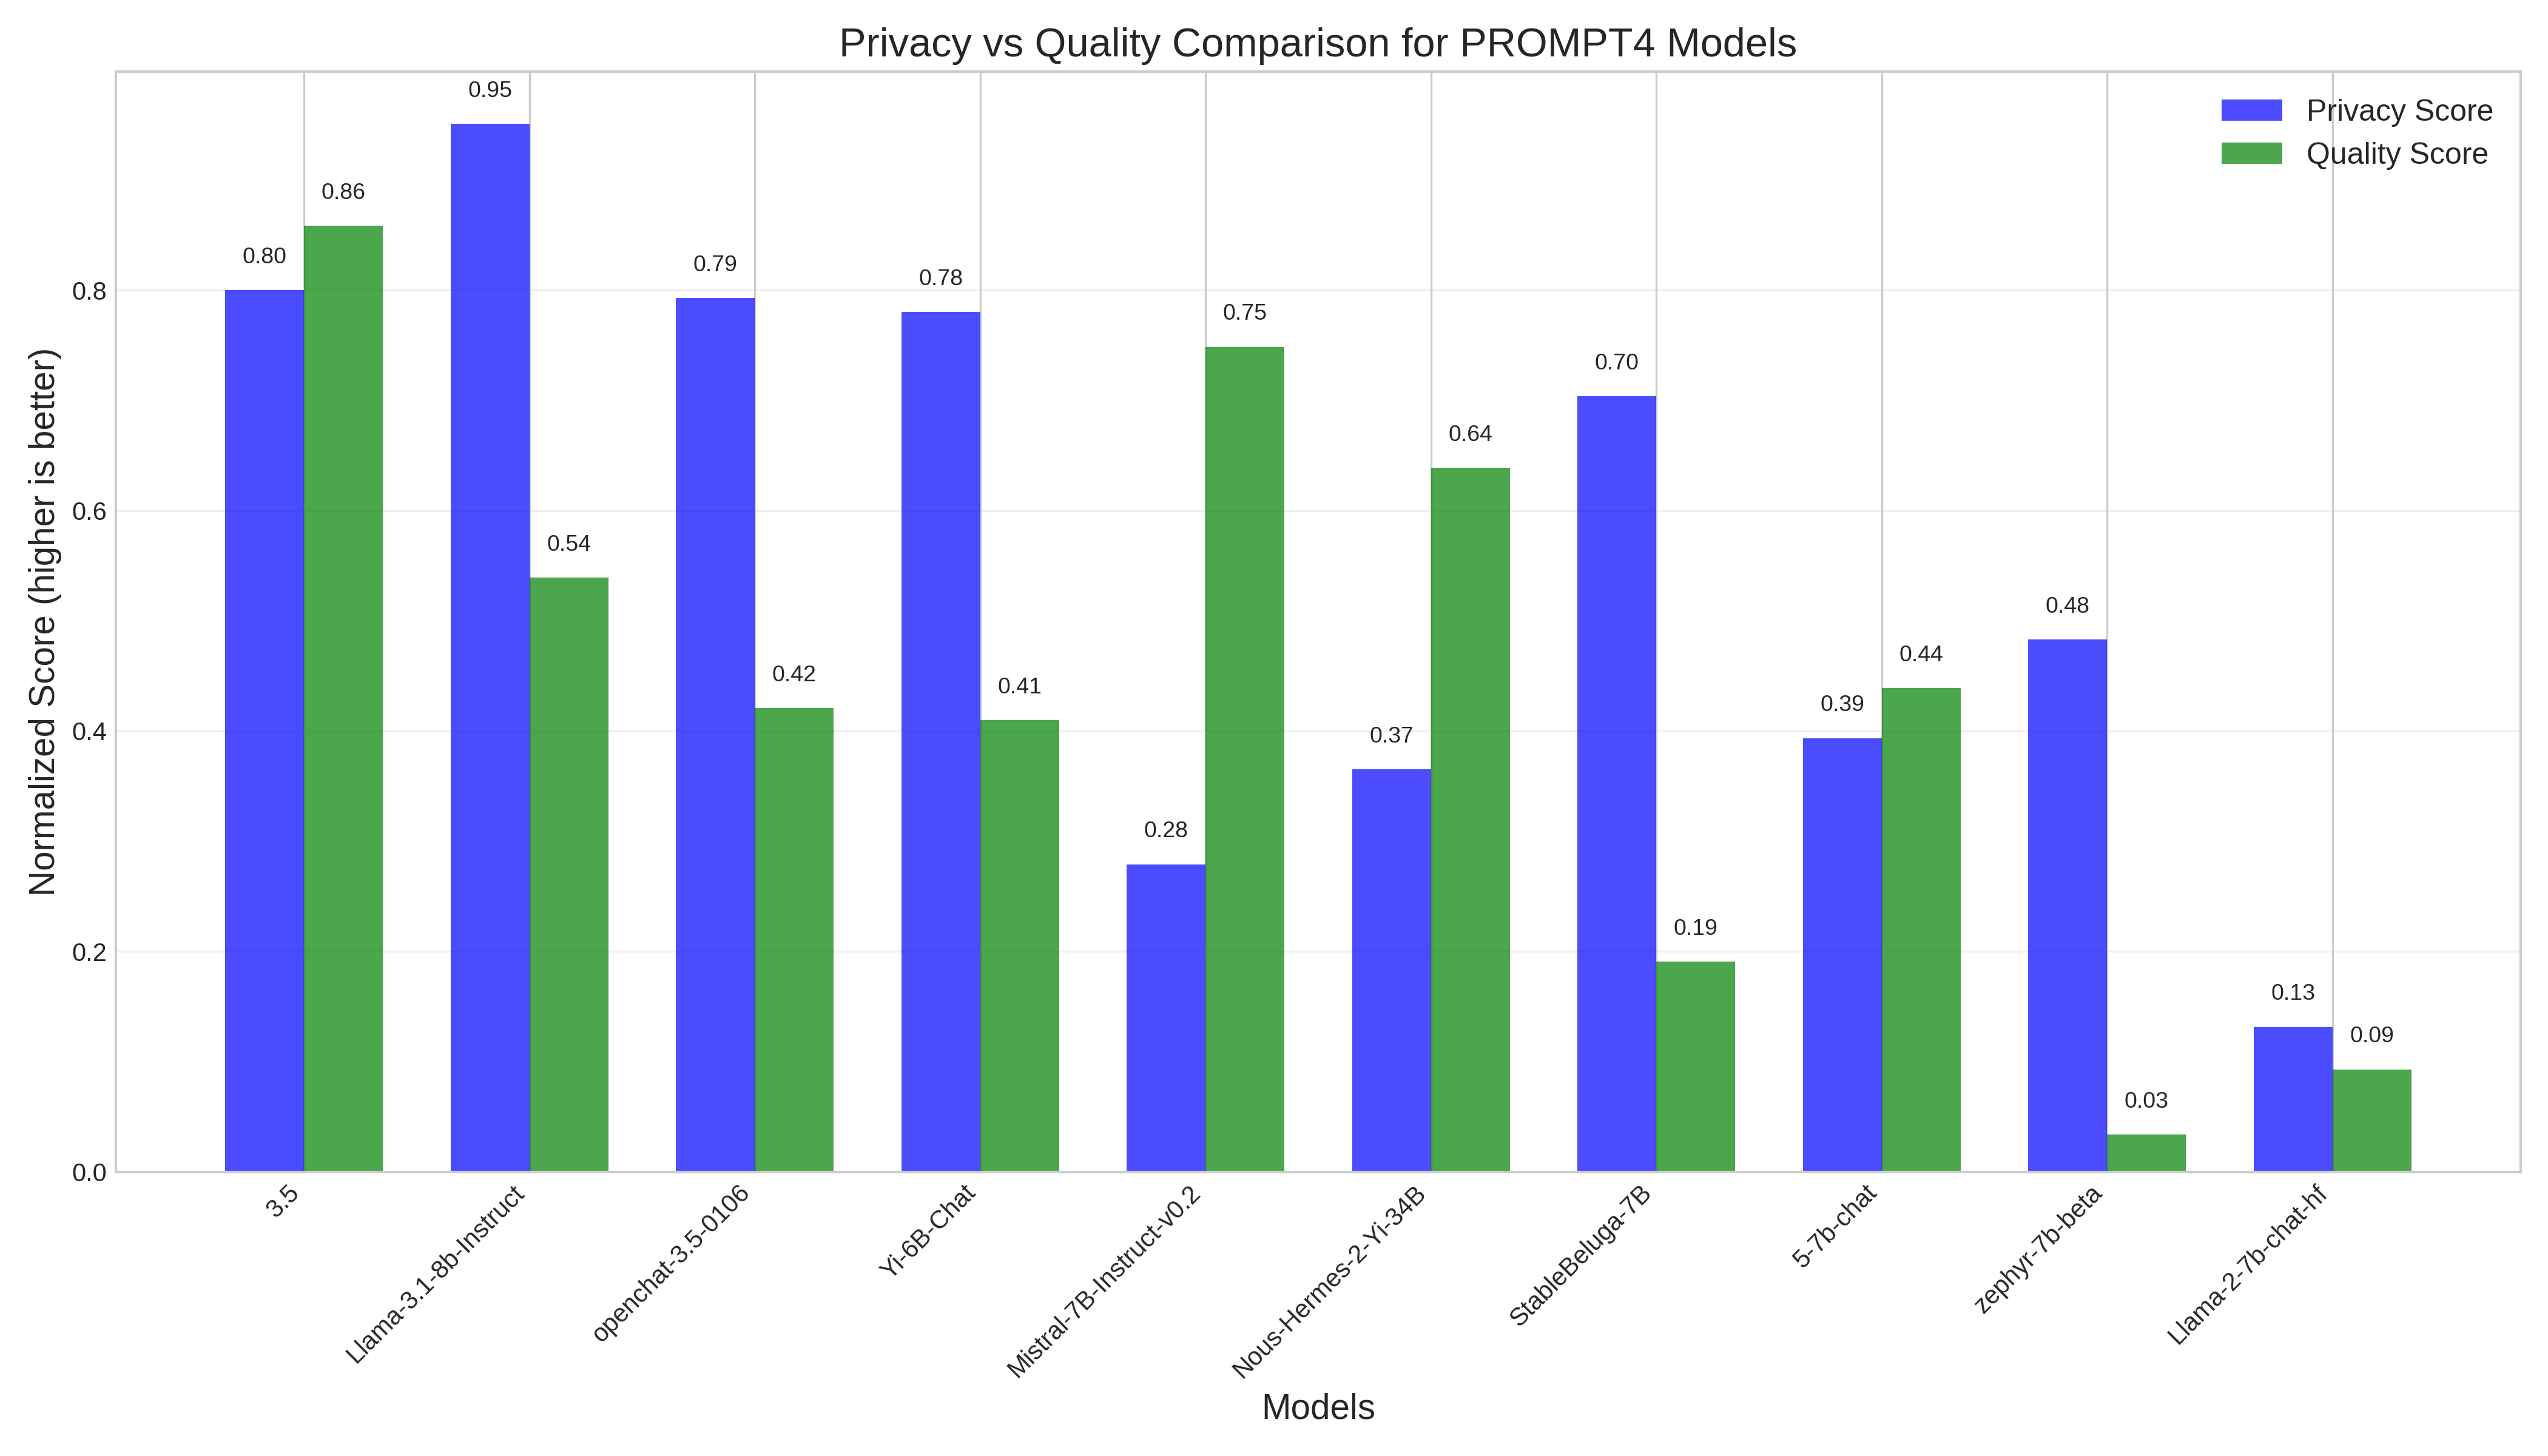 Privacy vs Quality Comparison for PROMPT4 Models
Privacy Score
Quality Score
Normalized Score (higher is better)
0.8
0.6
0.4
0.2
0.0
0.80
0.86
0.95
0.54
0.79
0.42
0.78
0.41
0.28
0.75
0.37
0.64
0.70
0.19
0.39
0.44
0.48
0.03
0.13
0.09
3.5
Llama-3.1-8b-Instruct
openchat-3.5-0106
Yi-6B-Chat
Mistral-7B-Instruct-v0.2
Nous-Hermes-2-Yi-34B
StableBeluga-7B
5-7b-chat
zephyr-7b-beta
Llama-2-7b-chat-hf
Models